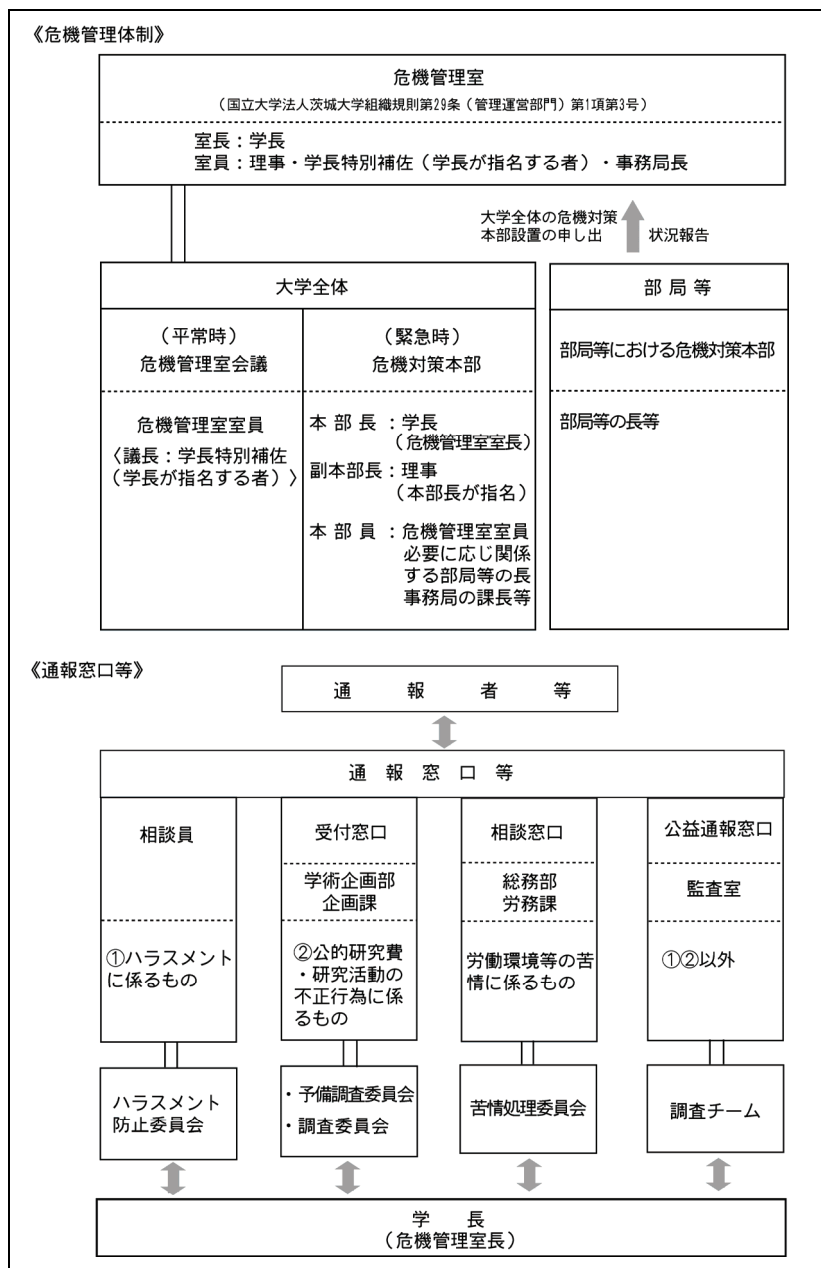 《危機管理体制》
危機管理室
（国立大学法人茨城大学組織規則第29条（管理運営部門）第1項第3号）
室長：学長
室員：理事・学長特別補佐（学長が指名する者）・事務局長
大学全体の危機対策
本部設置の申し出
状況報告
大学全体
（平常時）
危機管理室会議
危機管理室室員
〈議長：学長特別補佐
（学長が指名する者）〉
（緊急時）
危機対策本部
本部長：学長
（危機管理室室長）
副本部長：理事
（本部長が指名）
本部員：危機管理室室員
必要に応じ関係
する部局等の長
事務局の課長等
部局等
部局等における危機対策本部
部局等の長等
《通報窓口等》
通報者等
通報窓口等
相談員
①ハラスメント
に係るもの
ハラスメント
防止委員会
受付窓口
学術企画部
企画課
②公的研究費
・研究活動の
不正行為に係
るもの
・予備調査委員会
・調査委員会
相談窓口
総務部
労務課
労働環境等の苦
情に係るもの
苦情処理委員会
公益通報窓口
監査室
①②以外
調査チーム
学長
（危機管理室長）